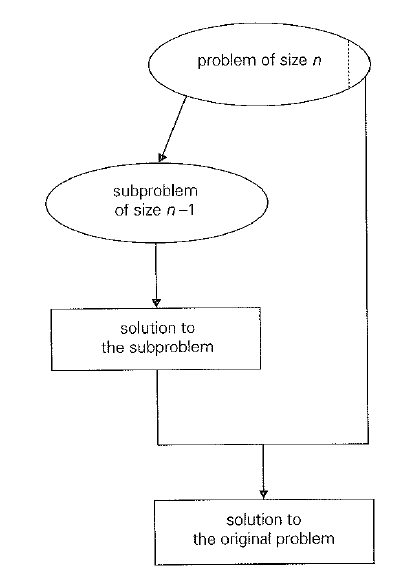 problem of size n
subproblem
of size n–1
solution to
the subproblem
solution to
the original problem